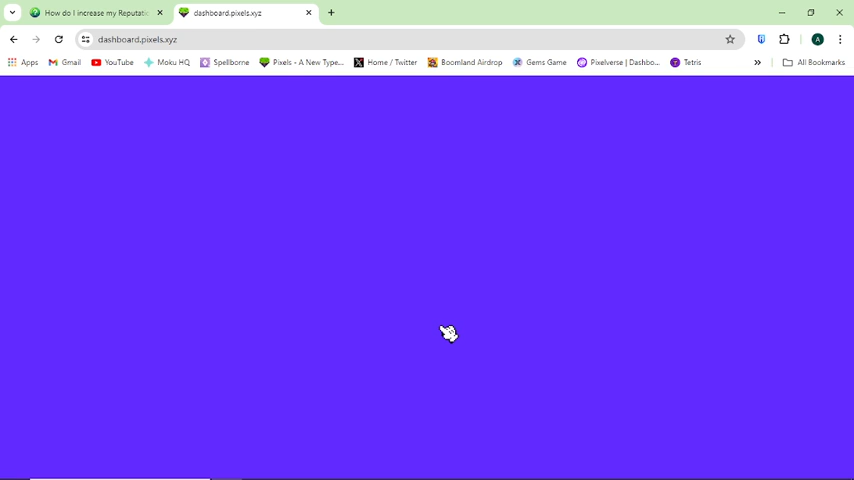 How do I increase my Reputatic
dashboard.pixels.xyz
dashboard.pixels.xyz
A
Apps
Gmail
YouTube
Moku HQ
Spellborne
Pixels - A New Type...
Home / Twitter
Boomland Airdrop
Gems Game
Pixelverse | Dashbo...
Tetris
All Bookmarks